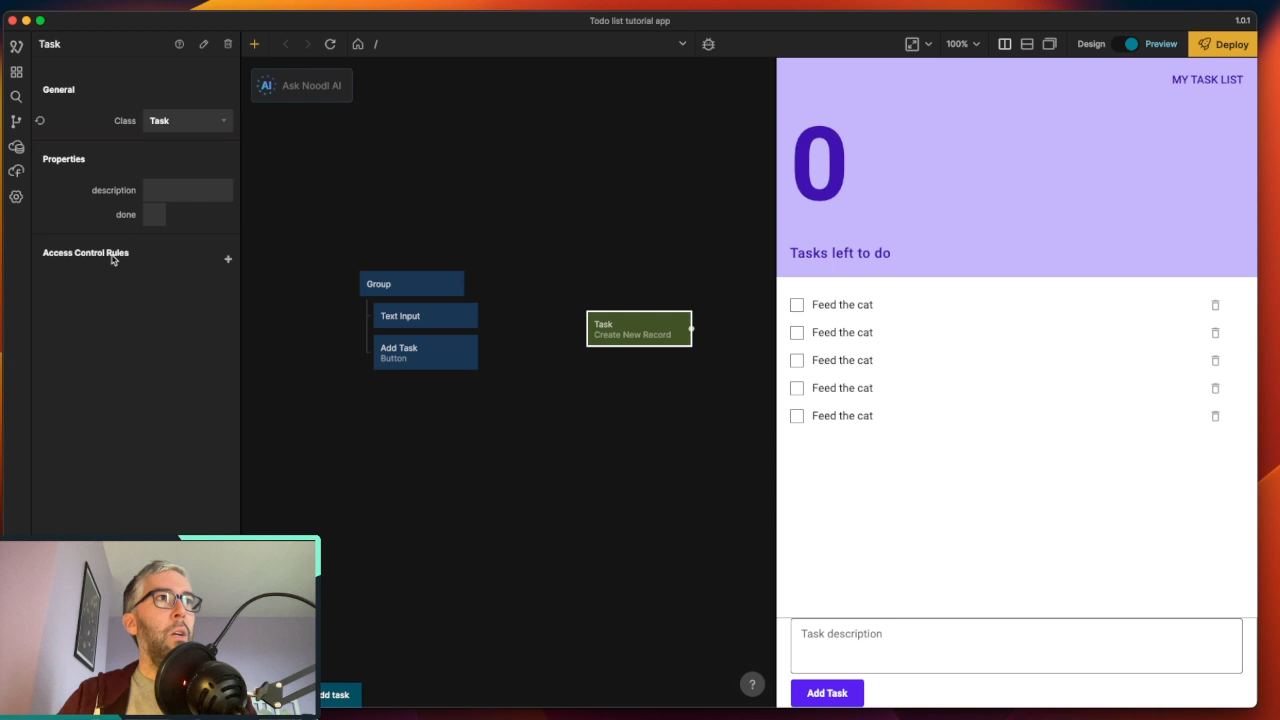 Todo list tutorial app
1.0.1
Task
/
100%
Design
Preview
Deploy
General
Class
Task
Properties
description
done
Access Control Rules
AI Ask Noodl AI
Group
Text Input
Add Task
Button
Task
Create New Record
dd task
?
MY TASK LIST
0
Tasks left to do
Feed the cat
Feed the cat
Feed the cat
Feed the cat
Feed the cat
Task description
Add Task